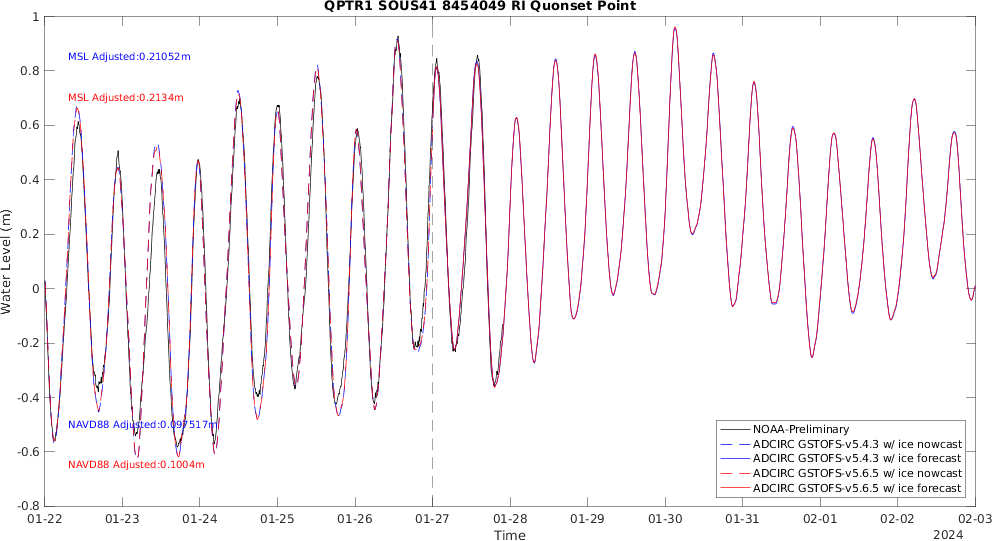 QPTR1 SOUS41 8454049 RI Quonset Point
MSL Adjusted:0.21052m
MSL Adjusted:0.2134m
NAVD88 Adjusted:0.097517m
NAVD88 Adjusted:0.1004m
Water Level (m)
1
0.8
0.6
0.4
0.2
0
-0.2
-0.4
-0.6
-0.8
NOAA-Preliminary
ADCIRC GSTOFS-v5.4.3 w/ ice nowcast
ADCIRC GSTOFS-v5.4.3 w/ ice forecast
ADCIRC GSTOFS-v5.6.5 w/ ice nowcast
ADCIRC GSTOFS-v5.6.5 w/ ice forecast
01-22 01-23 01-24 01-25 01-26 01-27 01-28 01-29 01-30 01-31 02-01 02-02 02-03
Time
2024